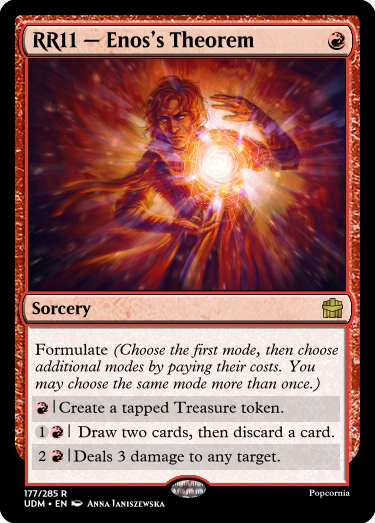 RR11 — Enos's Theorem
Sorcery
Formulate (Choose the first mode, then choose
additional modes by paying their costs. You
may choose the same mode more than once.)
| Create a tapped Treasure token.
1 | Draw two cards, then discard a card.
2 | Deals 3 damage to any target.
177/285 R
UDM • EN Anna Janiszewska
Popcornia